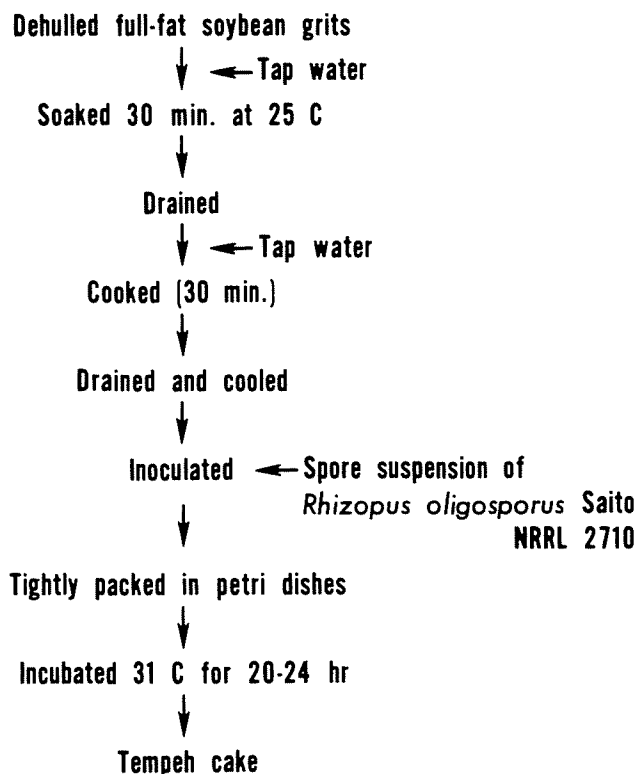 Dehulled full-fat soybean grits
Tap water
Soaked 30 min. at 25 C
Drained
Tap water
Cooked (30 min.)
Drained and cooled
Inoculated
Spore suspension of
Rhizopus oligosporus Saito
NRRL 2710
Tightly packed in petri dishes
Incubated 31 C for 20-24 hr
Tempeh cake